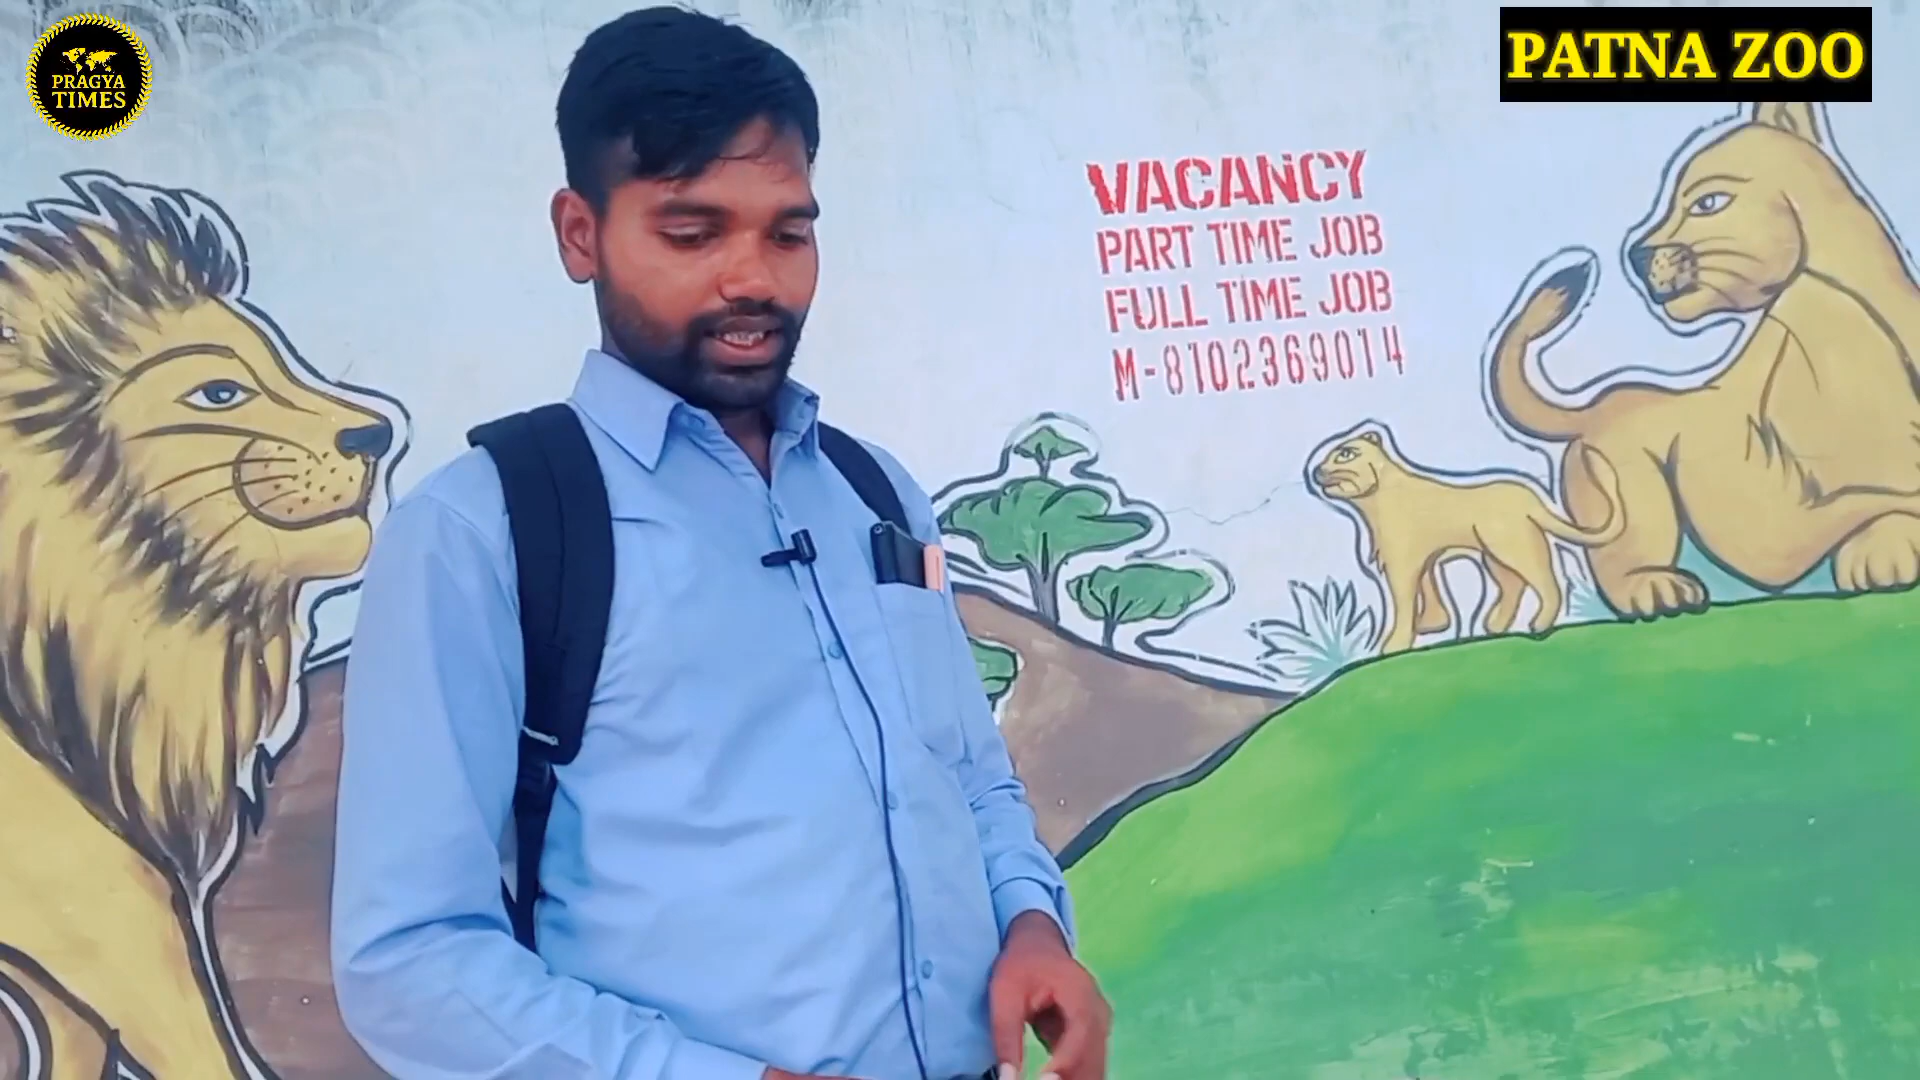 PRAGYA
TIMES
PATNA ZOO
VACANCY
PART TIME JOB
FULL TIME JOB
M-8102369014